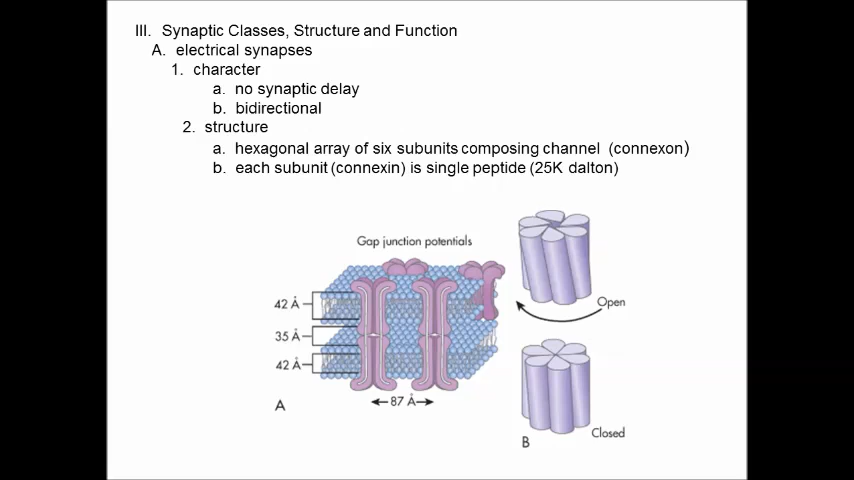 III. Synaptic Classes, Structure and Function
A. electrical synapses
1. character
a. no synaptic delay
b. bidirectional
2. structure
a. hexagonal array of six subunits composing channel (connexon)
b. each subunit (connexin) is single peptide (25K dalton)
Gap junction potentials
42 Å
35 Å
42 Å
87 Å
A
Open
Closed
B